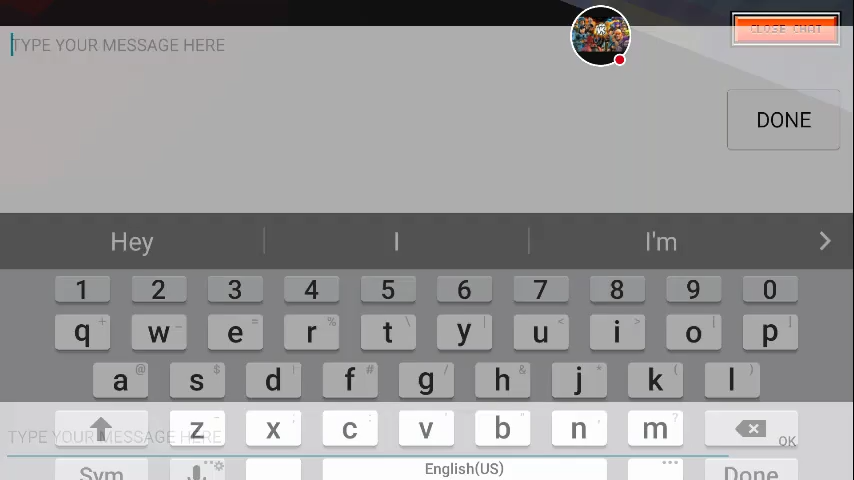 TYPE YOUR MESSAGE HERE
CLOSE CHAT
DONE
Hey I I'm
1 2 3 4 5 6 7 8 9 0
q + w - e = r % t \ y | u < i > o [ p ]
a @ s $ d ! f # g / h & j * k ( l )
z - x ; c : v ' b " n , m ?
TYPE YOUR MESSAGE HERE
OK
Sym English(US) Done